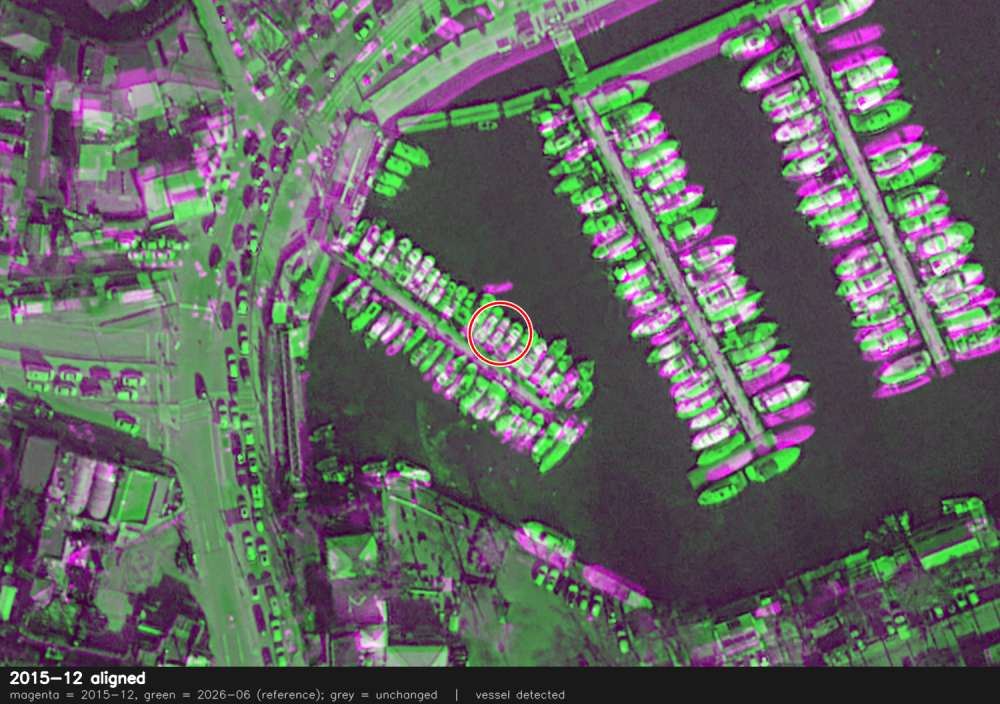 2015-12 aligned
magenta = 2015-12, green = 2026-06 (reference); grey = unchanged | vessel detected